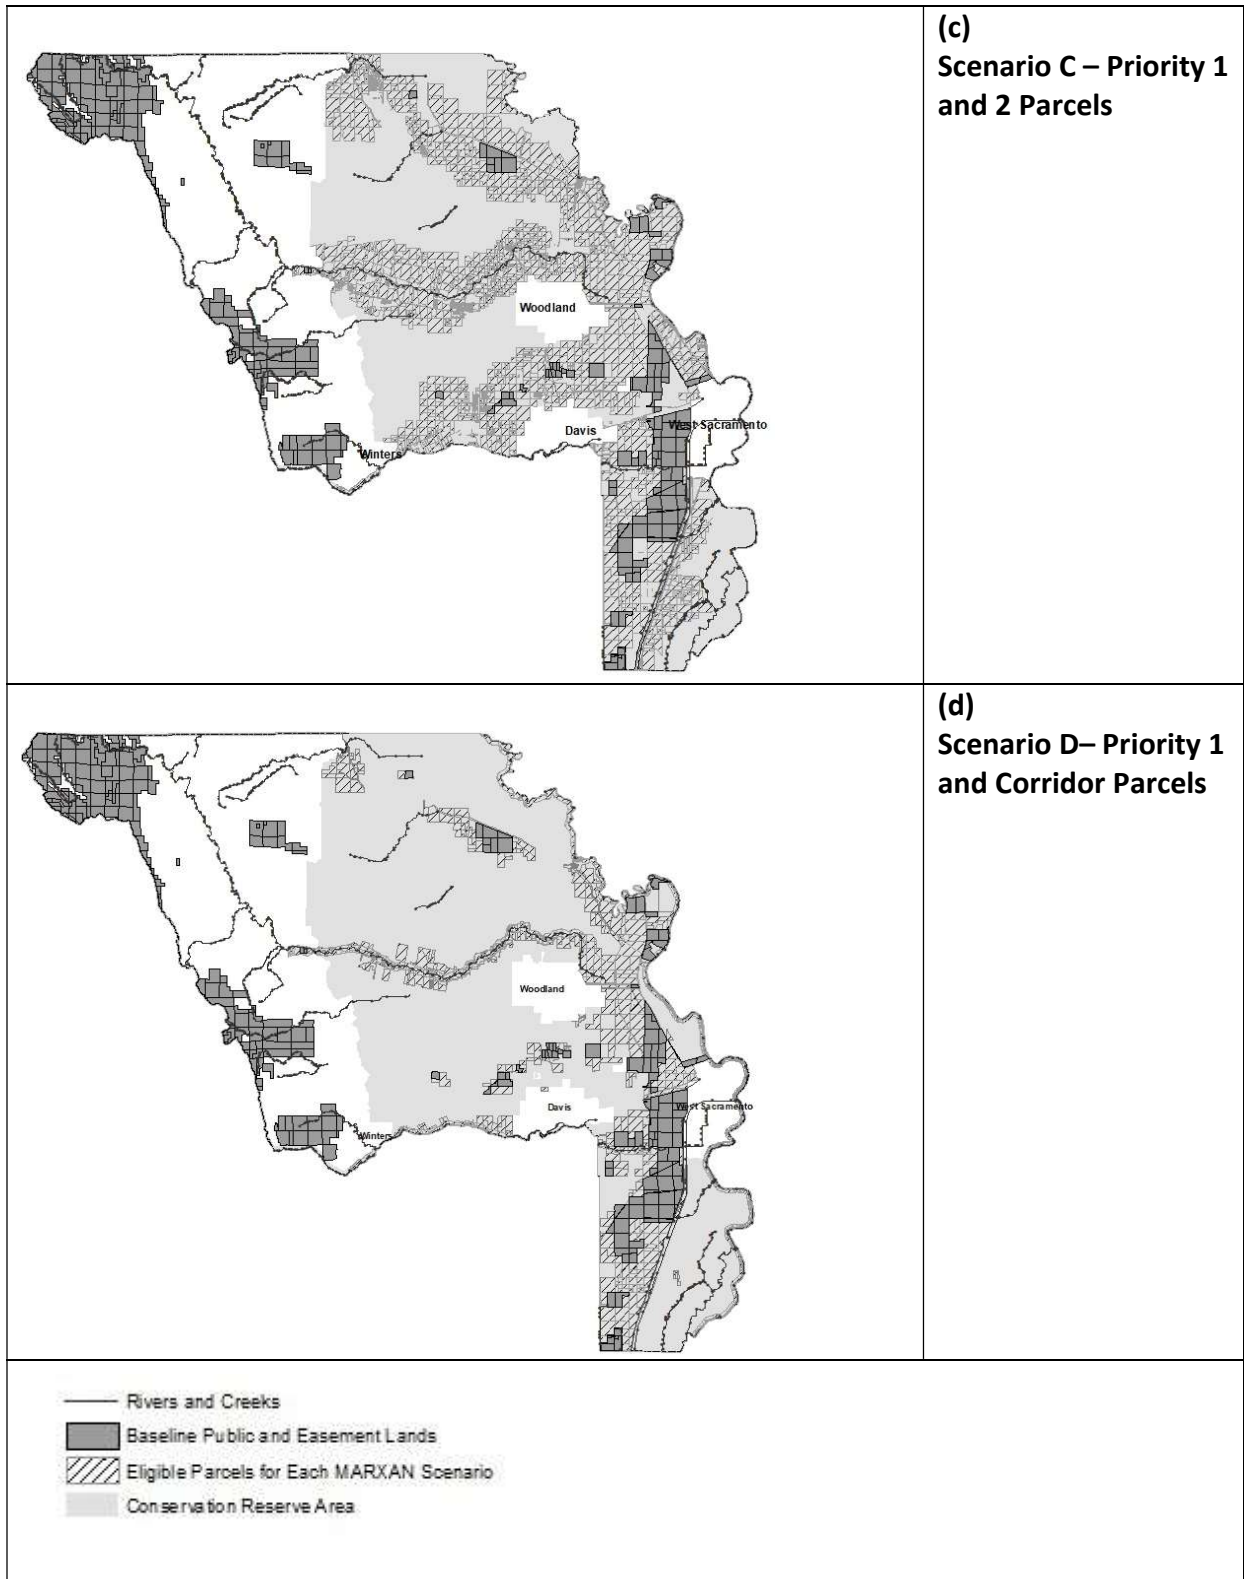 (c)
Scenario C – Priority 1
and 2 Parcels
Woodland
Davis
West Sacramento
Winters
(d)
Scenario D– Priority 1
and Corridor Parcels
Woodland
Davis
West Sacramento
Winters
Rivers and Creeks
Baseline Public and Easement Lands
Eligible Parcels for Each MARXAN Scenario
Conservation Reserve Area